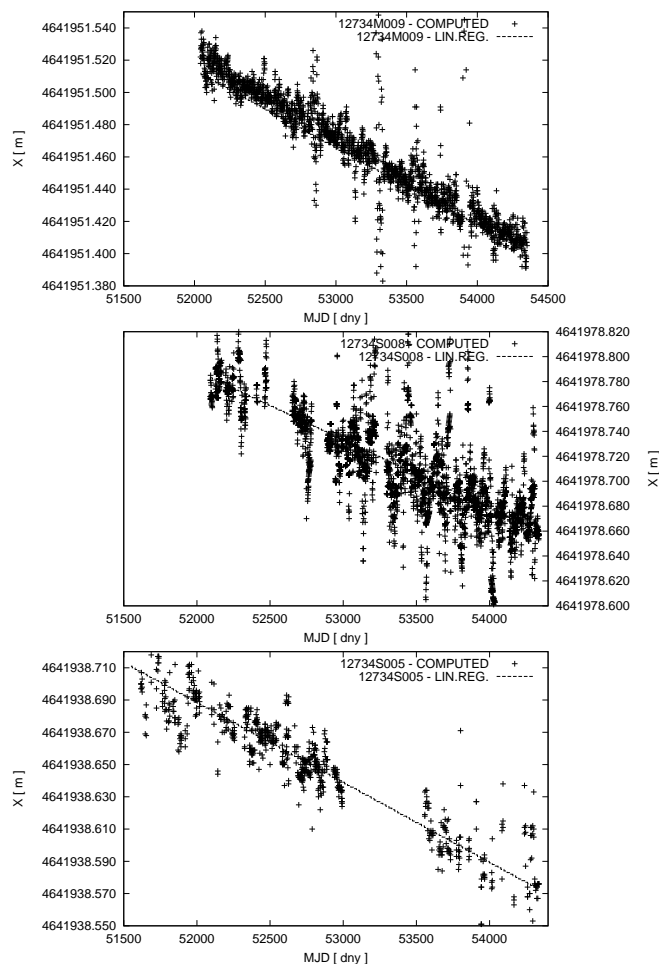 12734M009 - COMPUTED
12734M009 - LIN.REG.
4641951.540
4641951.520
4641951.500
4641951.480
4641951.460
4641951.440
4641951.420
4641951.400
4641951.380
X [ m ]
51500 52000 52500 53000 53500 54000 54500
MJD [ dny ]
12734S008 - COMPUTED
12734S008 - LIN.REG.
4641978.820
4641978.800
4641978.780
4641978.760
4641978.740
4641978.720
4641978.700
4641978.680
4641978.660
4641978.640
4641978.620
4641978.600
X [ m ]
51500 52000 52500 53000 53500 54000
MJD [ dny ]
12734S005 - COMPUTED
12734S005 - LIN.REG.
4641938.710
4641938.690
4641938.670
4641938.650
4641938.630
4641938.610
4641938.590
4641938.570
4641938.550
X [ m ]
51500 52000 52500 53000 53500 54000
MJD [ dny ]